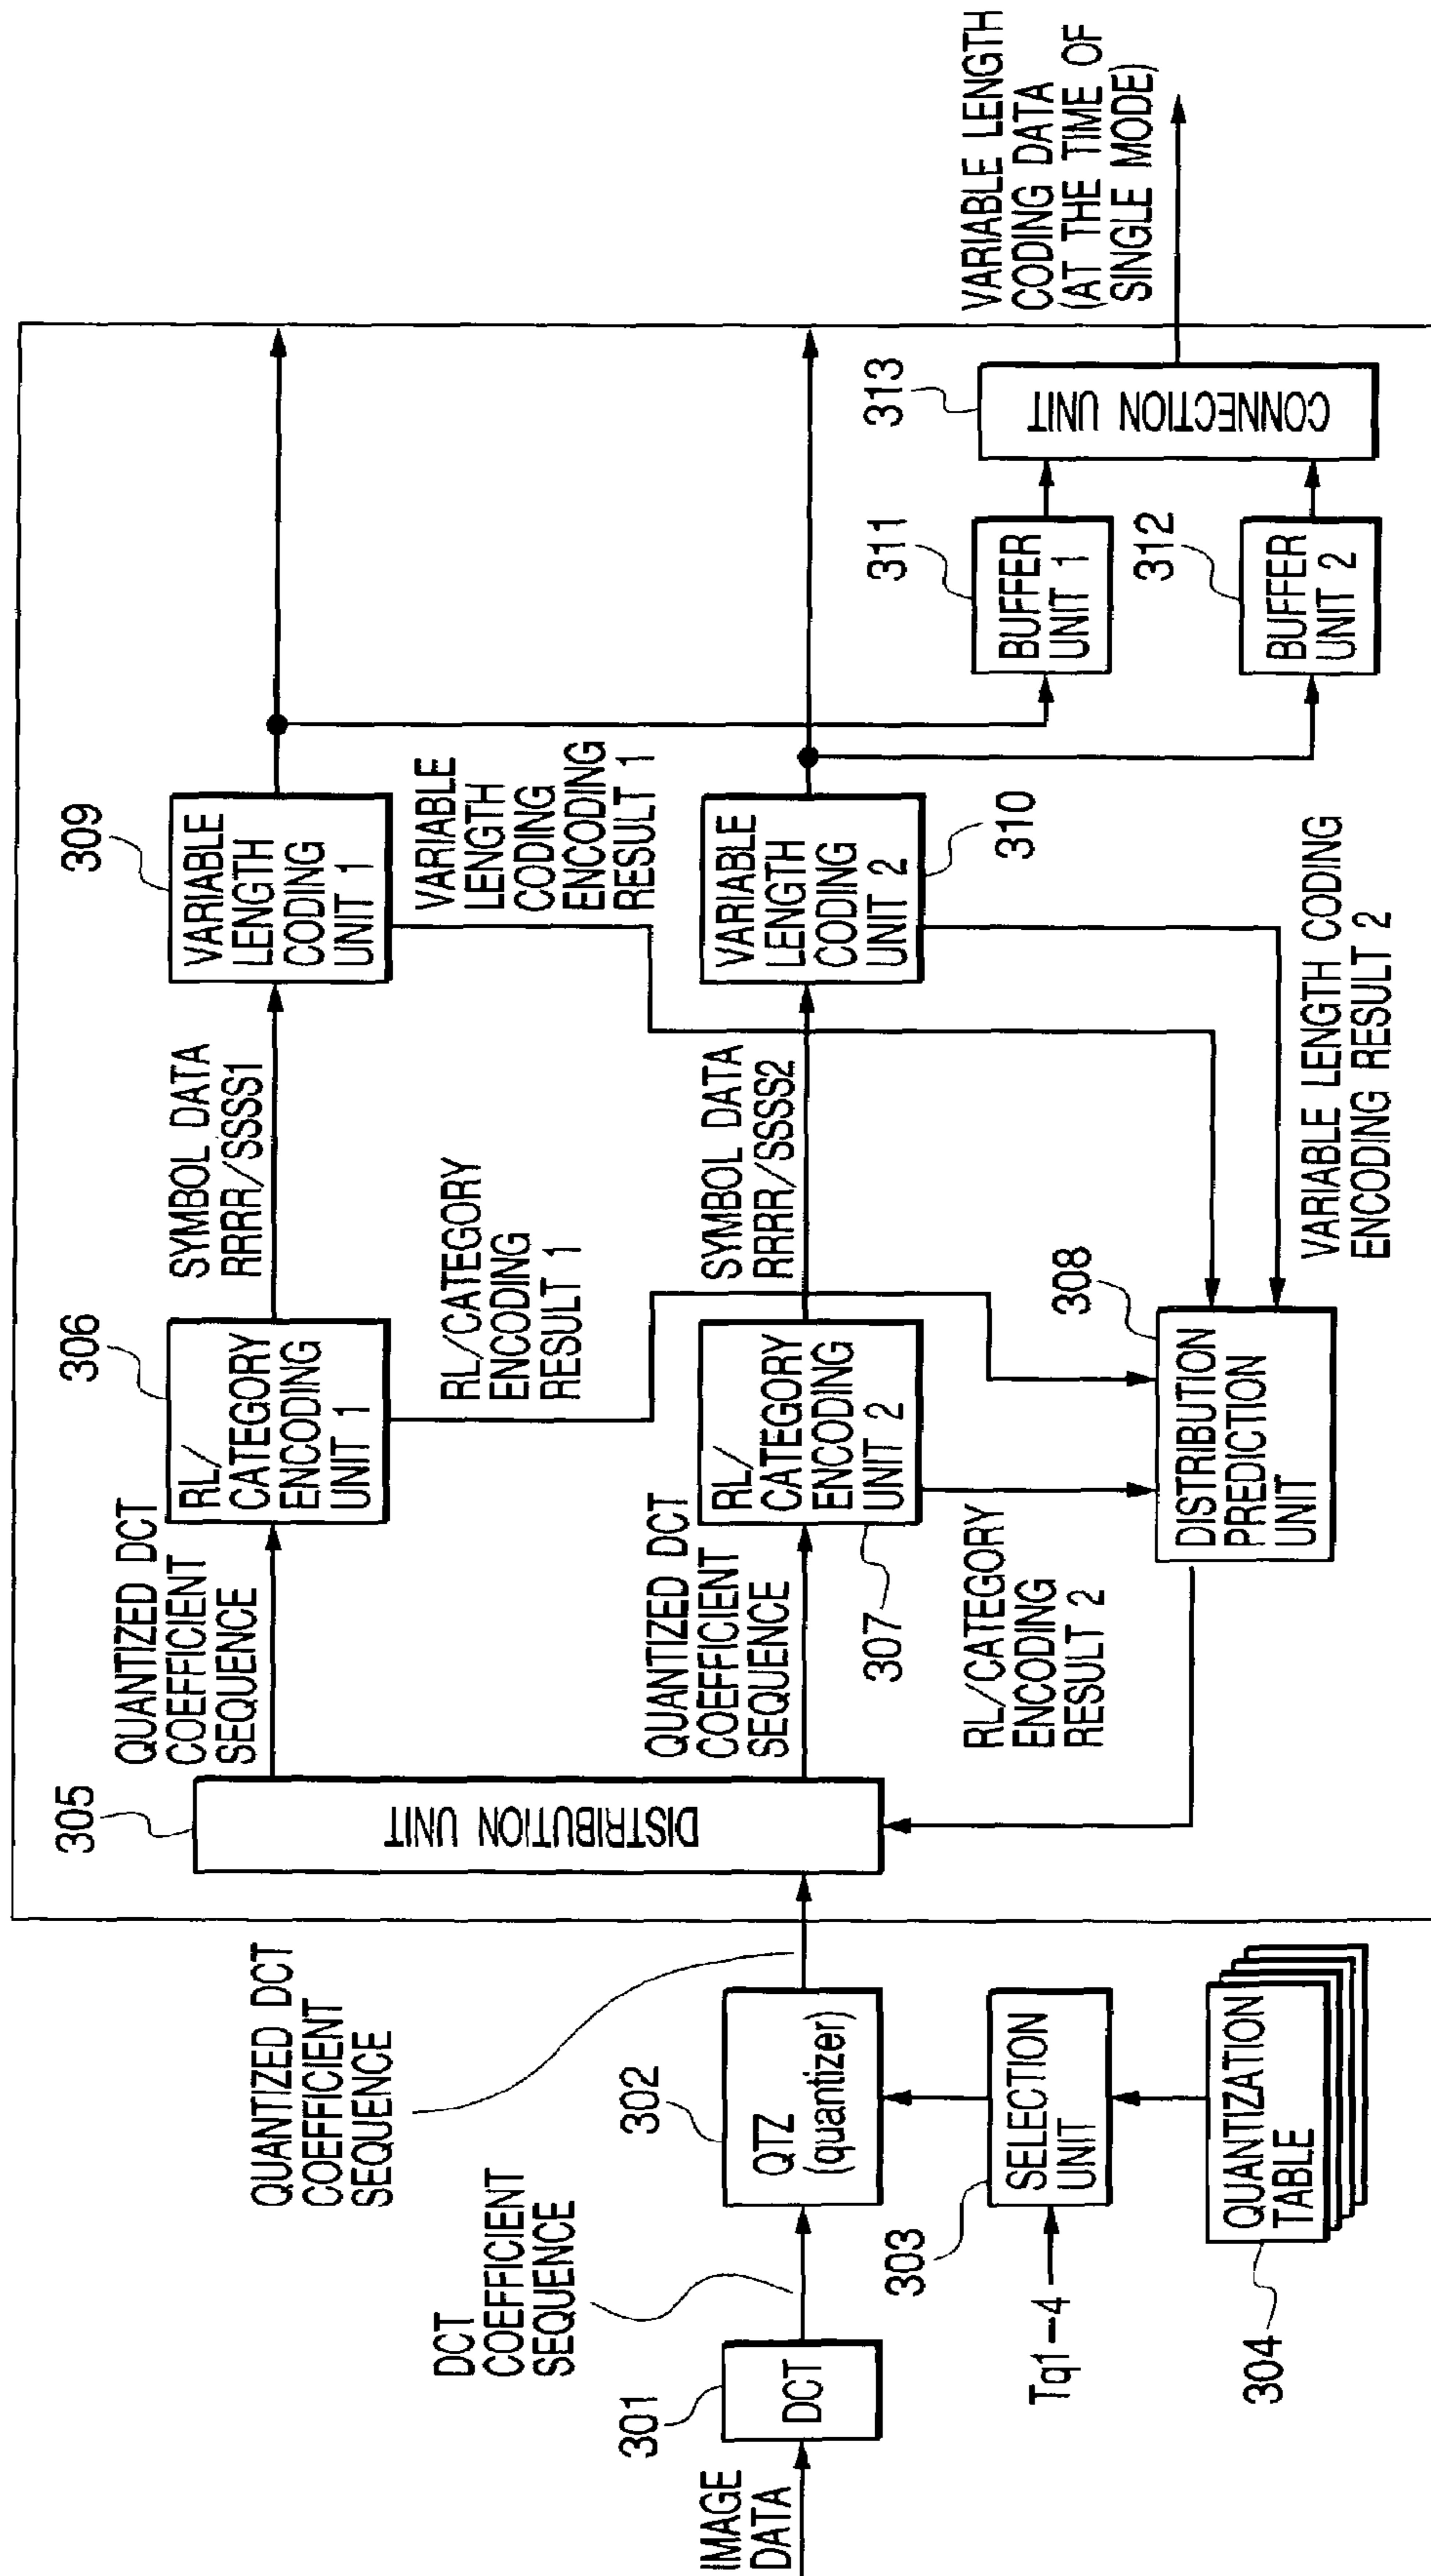 IMAGE
DATA
301
DCT
DCT
COEFFICIENT
SEQUENCE
302
QTZ
(quantizer)
QUANTIZED DCT
COEFFICIENT
SEQUENCE
303
SELECTION
UNIT
Tq1-4
304
QUANTIZATION
TABLE
305
DISTRIBUTION UNIT
QUANTIZED DCT
COEFFICIENT
SEQUENCE
306
RL/
CATEGORY
ENCODING
UNIT 1
SYMBOL DATA
RRRR/SSSS1
309
VARIABLE
LENGTH
CODING
UNIT 1
RL/CATEGORY
ENCODING
RESULT 1
VARIABLE
LENGTH
CODING
ENCODING
RESULT 1
QUANTIZED DCT
COEFFICIENT
SEQUENCE
307
RL/
CATEGORY
ENCODING
UNIT 2
SYMBOL DATA
RRRR/SSS2
310
VARIABLE
LENGTH
CODING
UNIT 2
RL/CATEGORY
ENCODING
RESULT 2
308
DISTRIBUTION
PREDICTION
UNIT
VARIABLE LENGTH CODING
ENCODING RESULT 2
311
BUFFER
UNIT 1
312
BUFFER
UNIT 2
313
CONNECTION UNIT
VARIABLE LENGTH
CODING DATA
(AT THE TIME OF
SINGLE MODE)